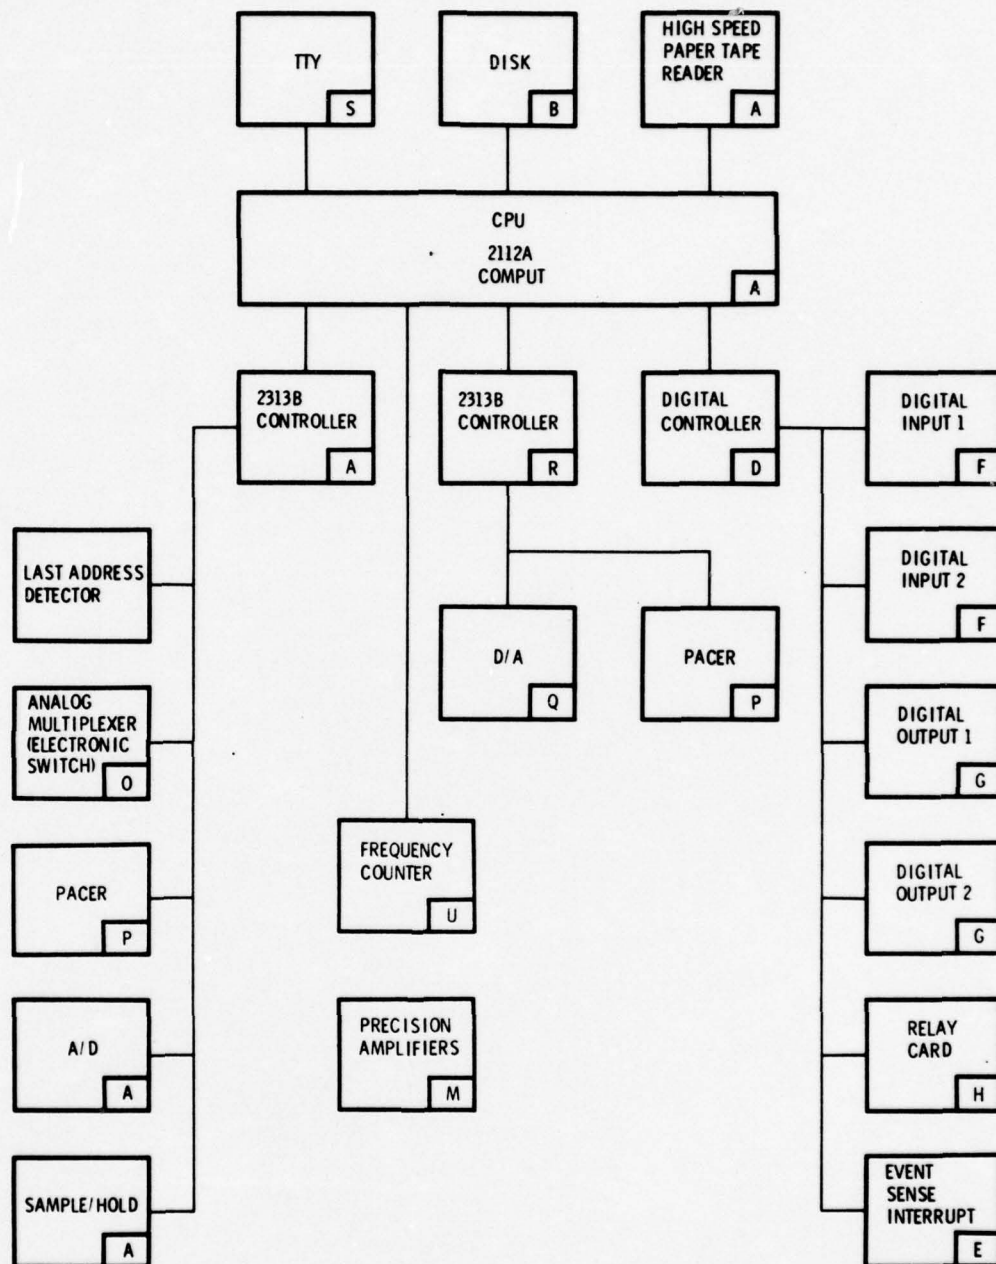 TTY
S
DISK
B
HIGH SPEED
PAPER TAPE
READER
A
CPU
2112A
COMPUT
A
2313B
CONTROLLER
A
2313B
CONTROLLER
R
DIGITAL
CONTROLLER
D
DIGITAL
INPUT 1
F
LAST ADDRESS
DETECTOR
DIGITAL
INPUT 2
F
D/A
Q
PACER
P
ANALOG
MULTIPLEXER
(ELECTRONIC
SWITCH)
O
DIGITAL
OUTPUT 1
G
PACER
P
FREQUENCY
COUNTER
U
DIGITAL
OUTPUT 2
G
A/D
A
PRECISION
AMPLIFIERS
M
RELAY
CARD
H
SAMPLE/HOLD
A
EVENT
SENSE
INTERRUPT
E